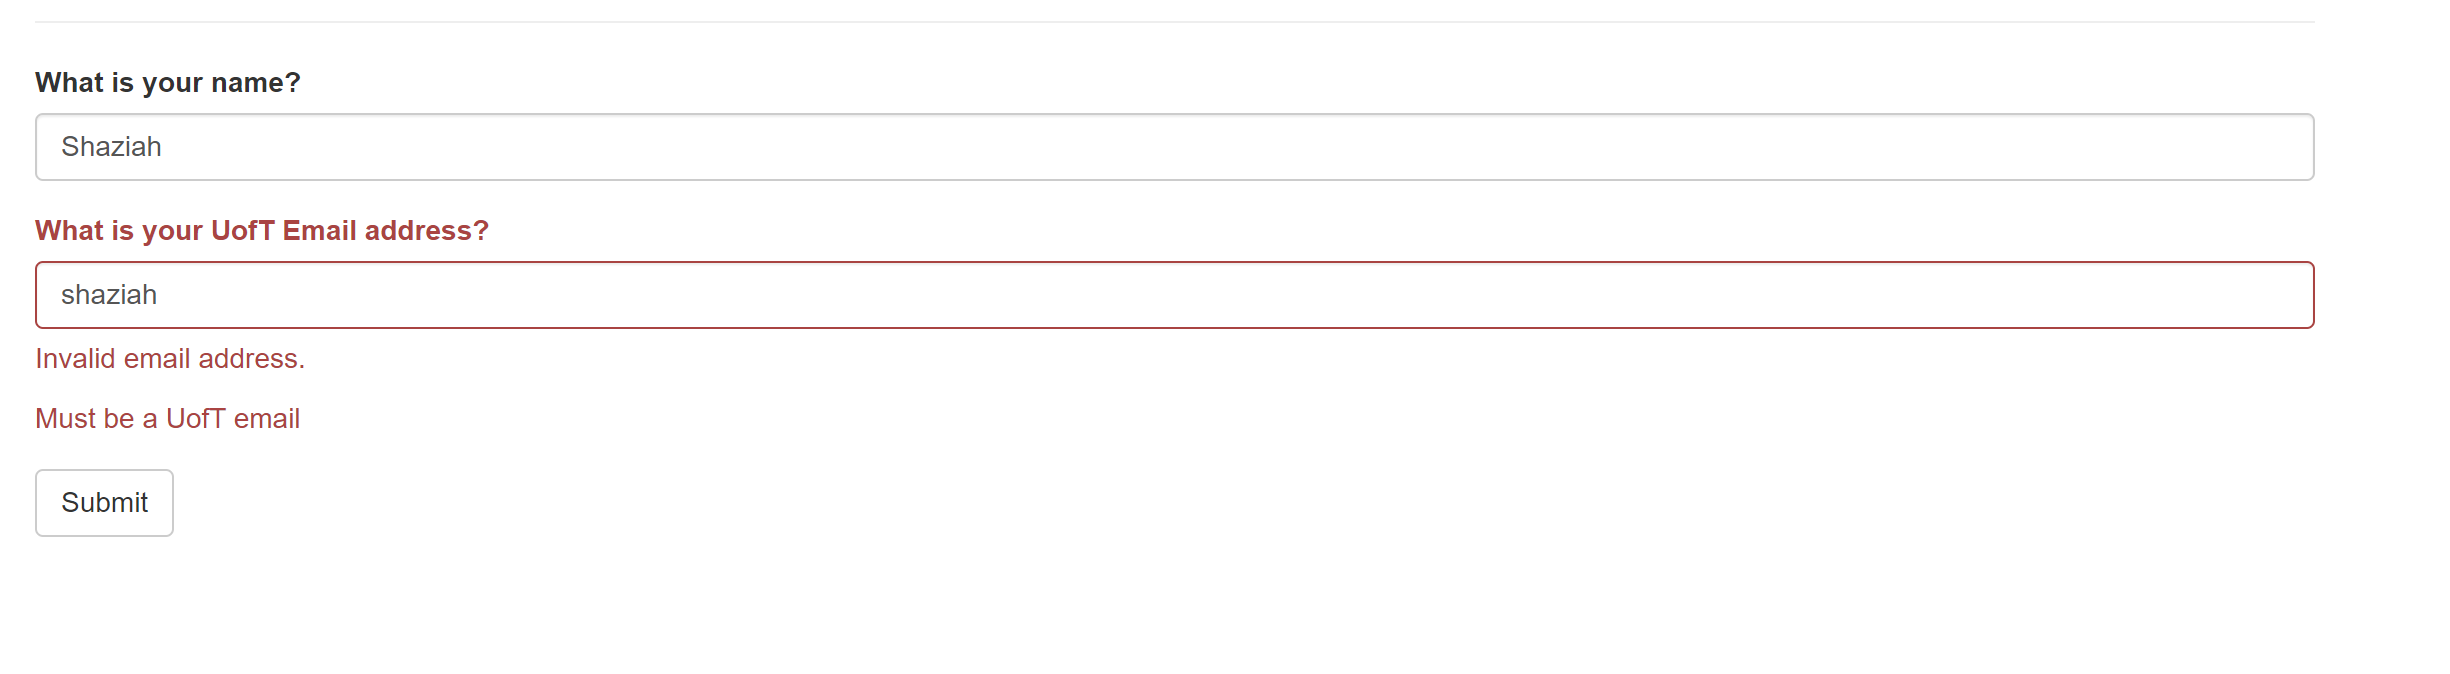 What is your name?
Shaziah
What is your UofT Email address?
shaziah
Invalid email address.
Must be a UofT email
Submit